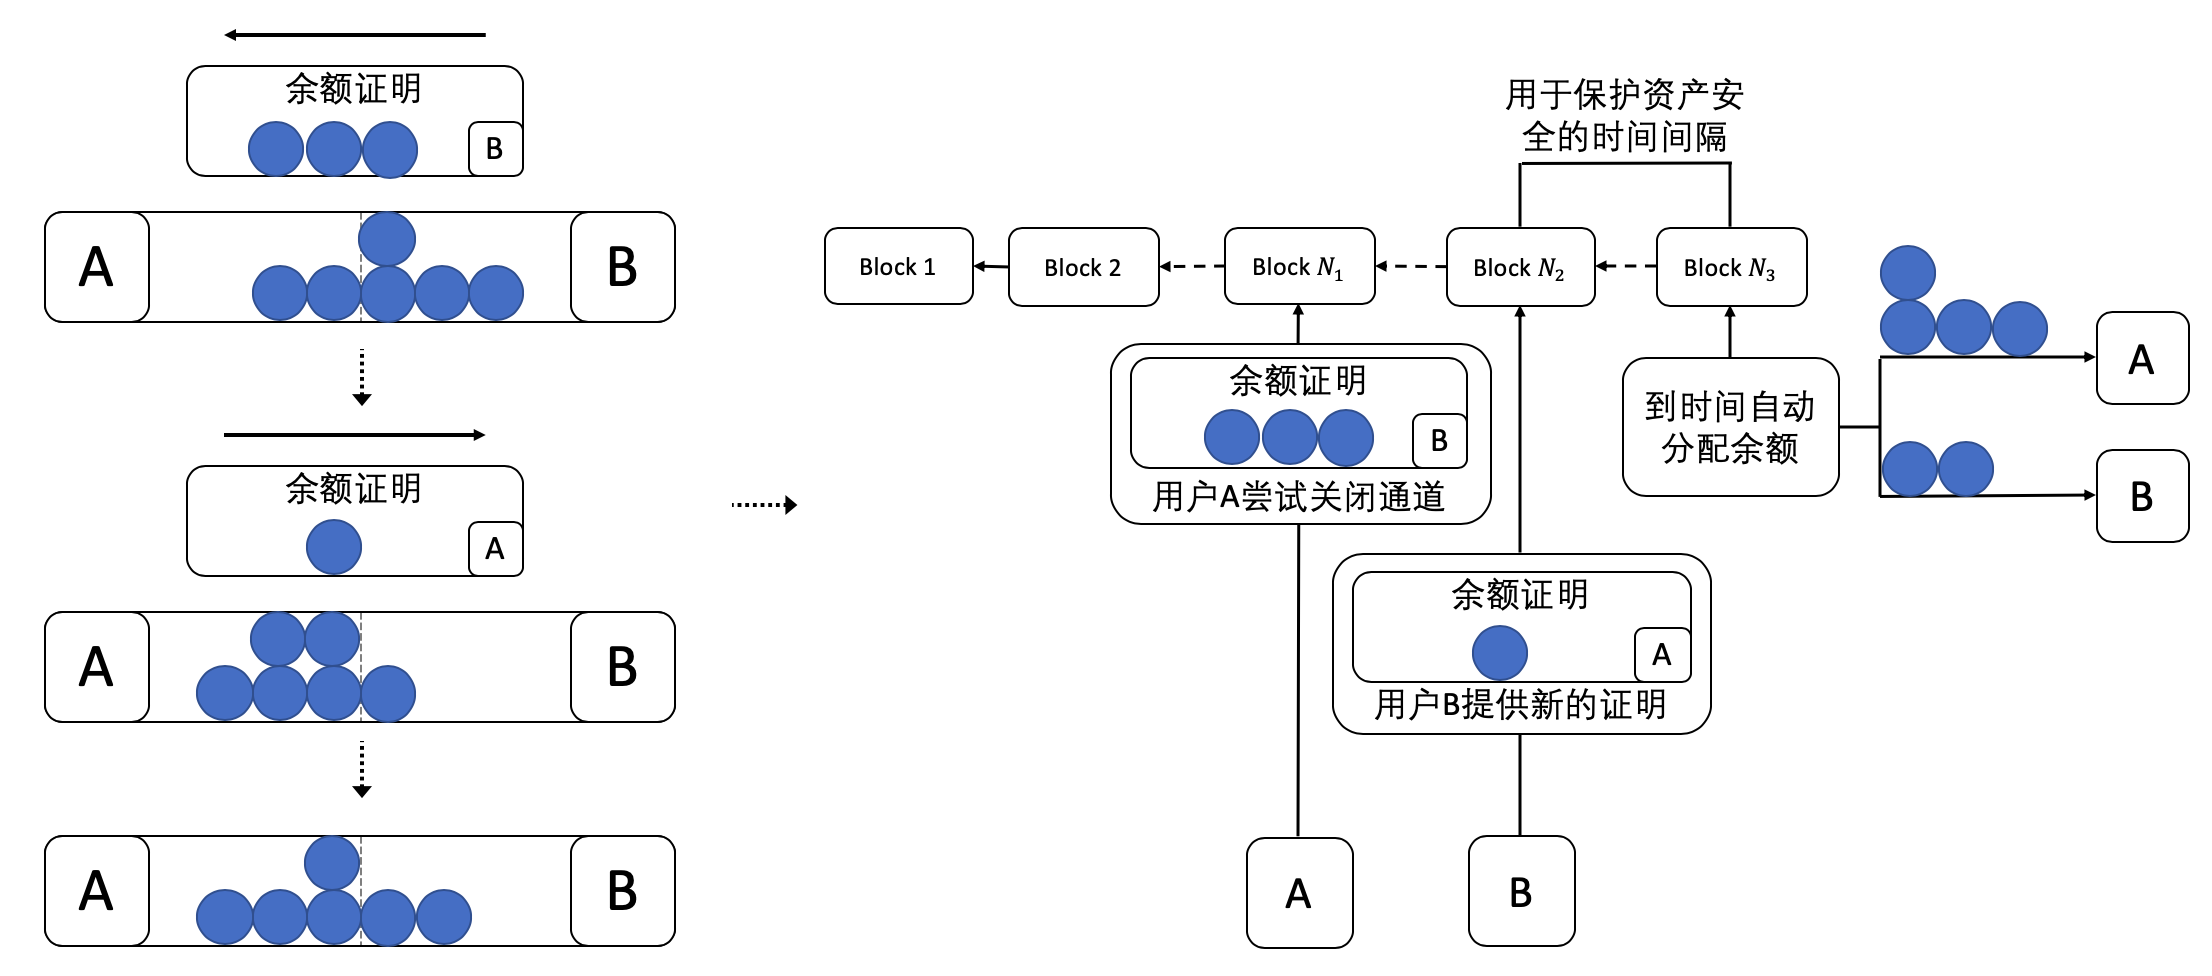 余额证明
B
A
B
余额证明
A
A
B
A
B
用于保护资产安
全的时间间隔
Block 1
Block 2
Block N₁
Block N₂
Block N₃
余额证明
B
用户A尝试关闭通道
余额证明
A
用户B提供新的证明
到时间自动
分配余额
A
B
A
B